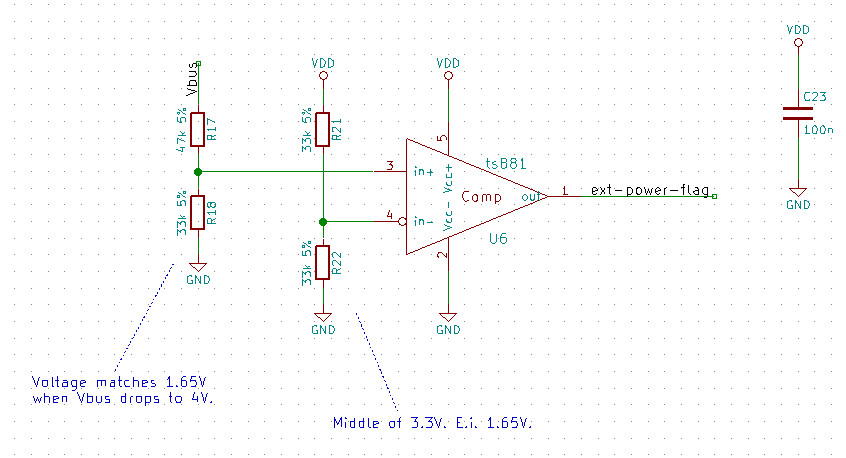 VDD
C23
100n
GND
Vbus
VDD
VDD
47k 5%
R17
33k 5%
R21
5
ts881
3
in+
Vcc+
Comp
out
1
ext-power-flag
33k 5%
R18
4
in-
Vcc-
U6
2
33k 5%
R22
GND
GND
GND
Voltage matches 1.65V
when Vbus drops to 4V.
Middle of 3.3V. E.i. 1.65V.